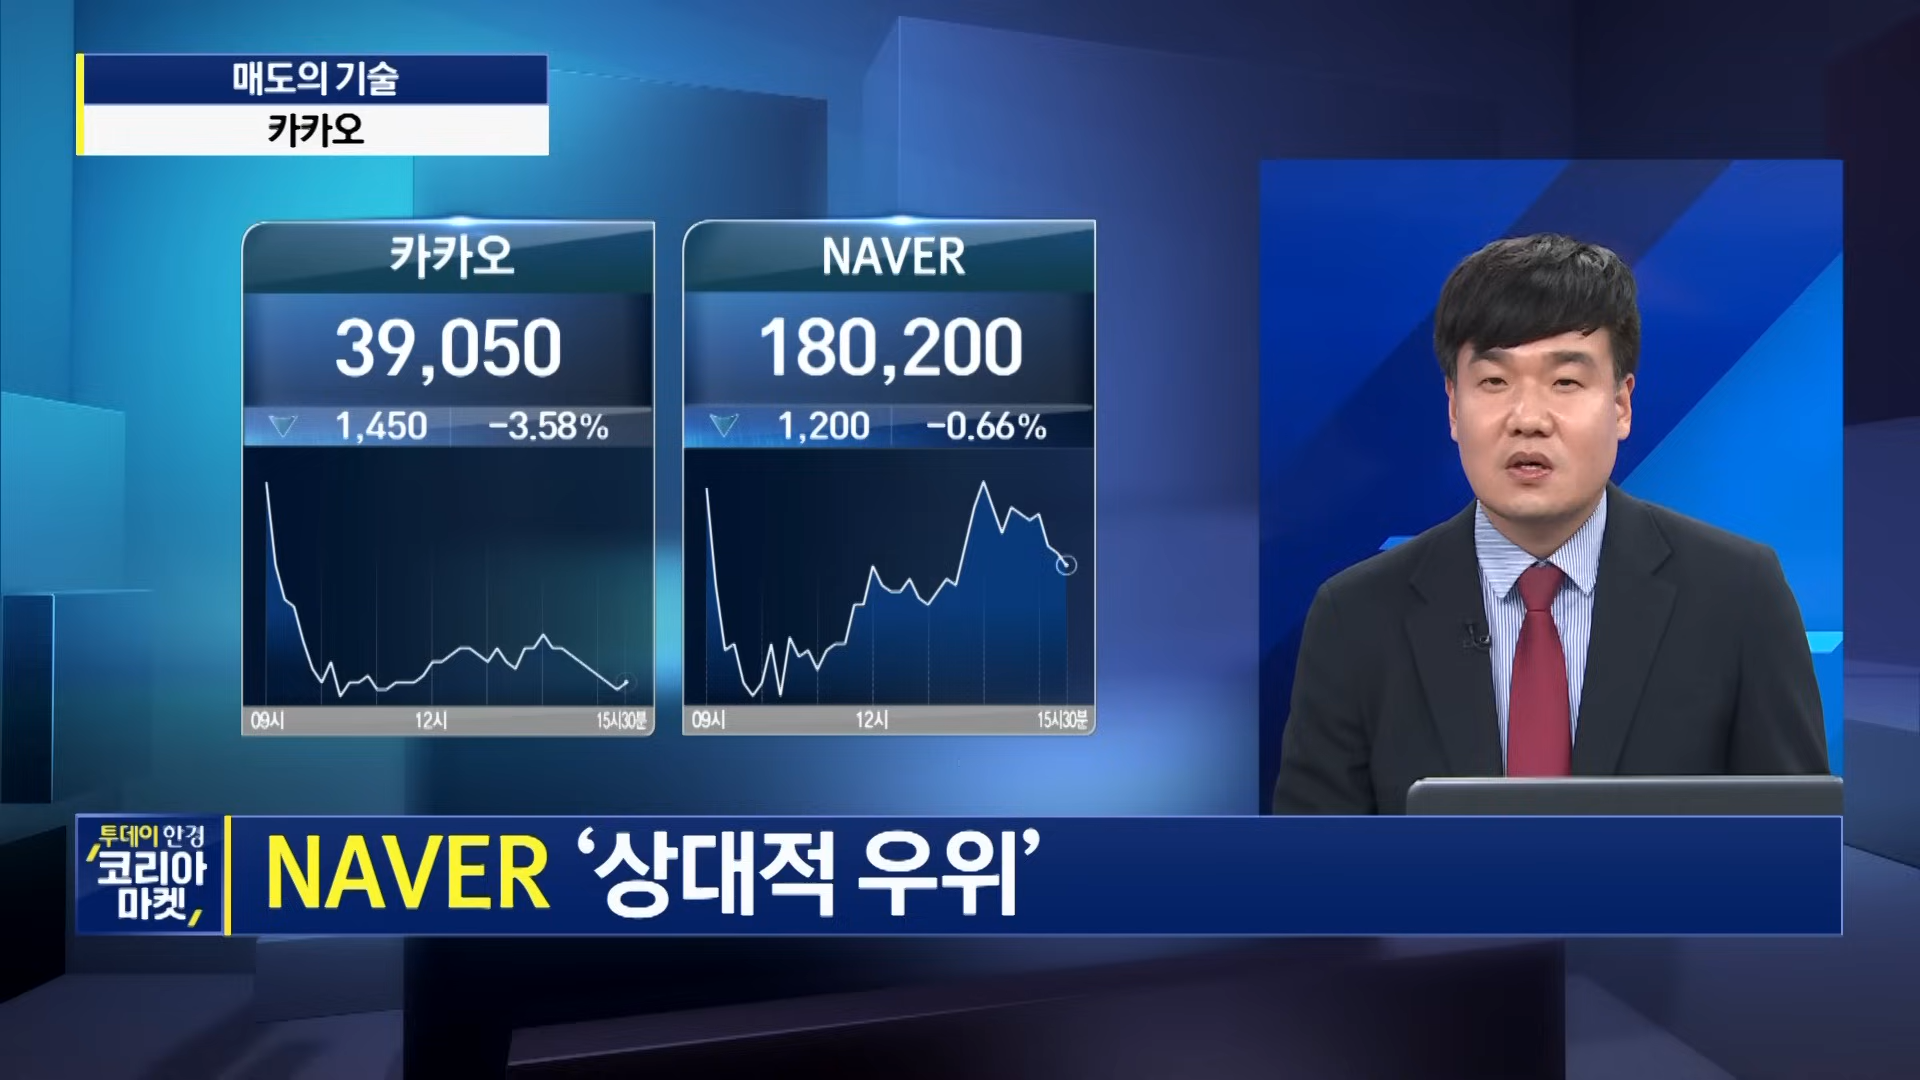 매도의 기술
카카오
카카오
39,050
▼ 1,450 -3.58%
09시 12시 15시30분
NAVER
180,200
▼ 1,200 -0.66%
09시 12시 15시30분
투데이 한경
코리아
마켓
NAVER ‘상대적 우위’